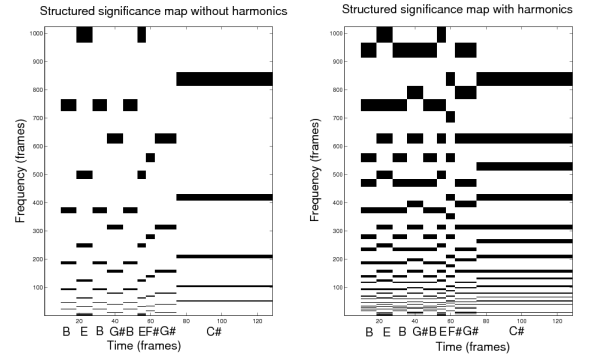 Structured significance map without harmonics
Structured significance map with harmonics
Frequency (frames)
1000
900
800
700
600
500
400
300
200
100
20 40 60 80 100 120
B E B G#B EF#G# C#
Time (frames)
Frequency (frames)
1000
900
800
700
600
500
400
300
200
100
20 40 60 80 100 120
B E B G#B EF#G# C#
Time (frames)